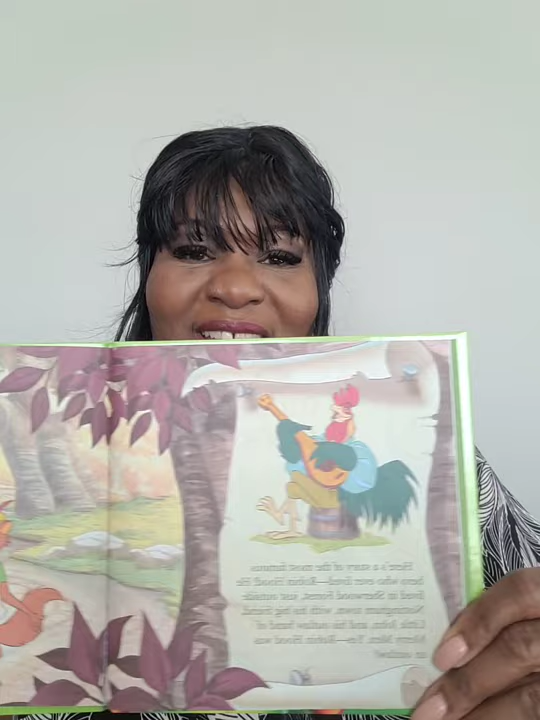 Here's a story of the most famous
hero who ever lived—Robin Hood! He
lived in Sherwood Forest, just outside
Nottingham town, with his big friend,
Little John, and his outlaw band of
Merry Men. Yes—Robin Hood was
an outlaw!